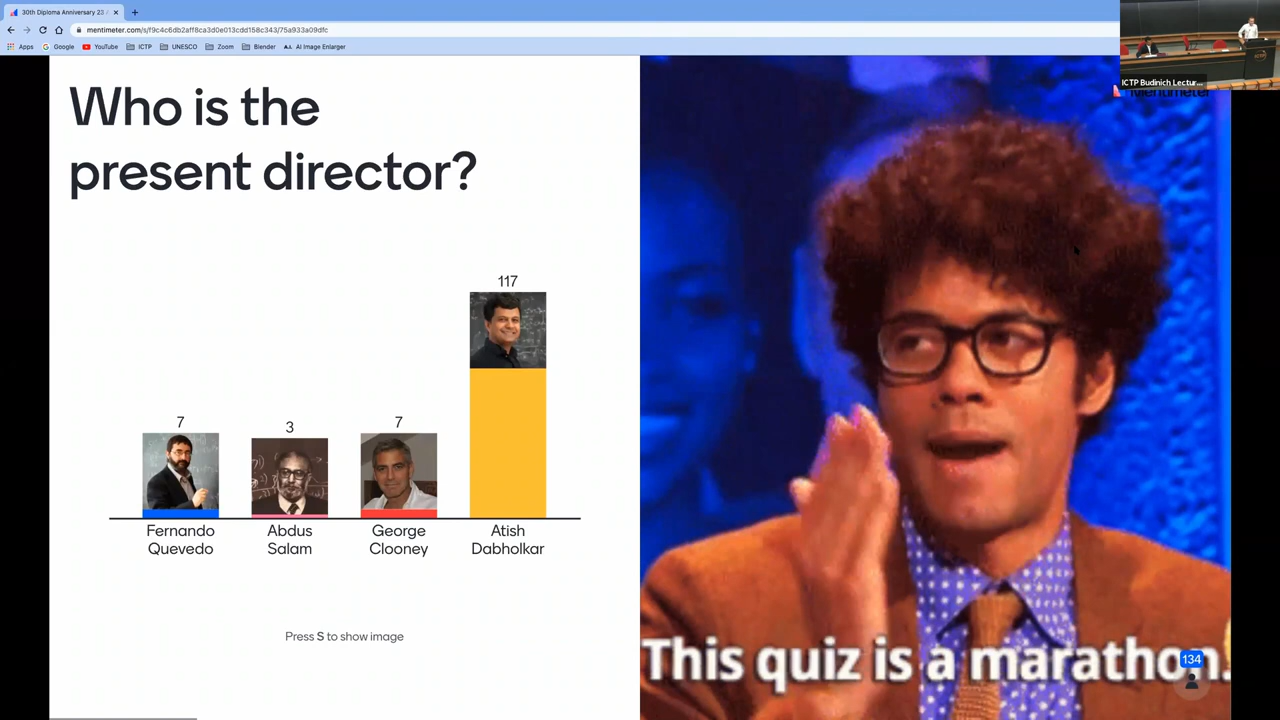 30th Diploma Anniversary 23
mentimeter.com/s/f9c4c6db2aff8ca3d0e013cdd158c343/75a933a09dfc
Apps Google YouTube ICTP UNESCO Zoom Blender AI Image Enlarger
ICTP Budinich Lectur...
Mentimeter
Who is the
present director?
117
7
3
7
Fernando
Quevedo
Abdus
Salam
George
Clooney
Atish
Dabholkar
Press S to show image
This quiz is a marathon.
134